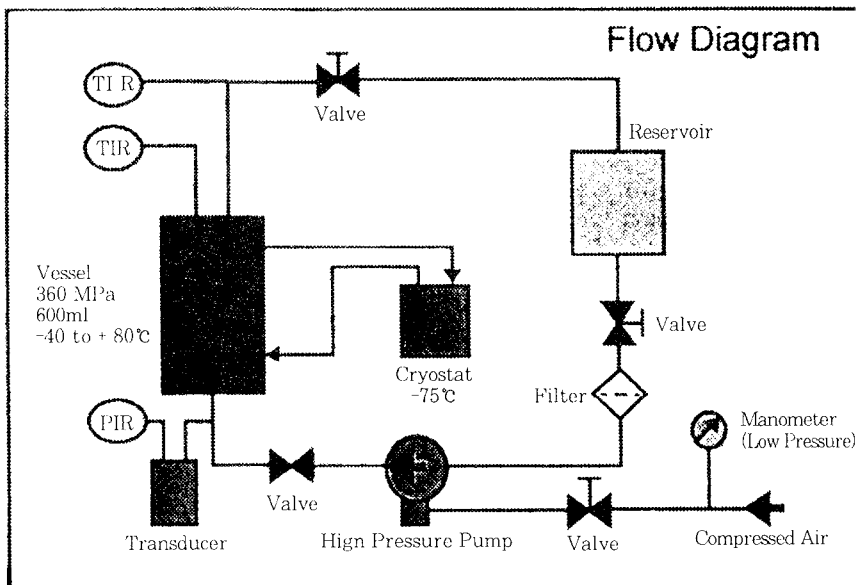 Flow Diagram
TI R
Valve
Reservoir
TIR
Vessel
360 MPa
600ml
-40 to + 80℃
Valve
Cryostat
-75℃
Filter
Manometer
(Low Pressure)
PIR
Valve
Transducer
Hign Pressure Pump
Valve
Compressed Air